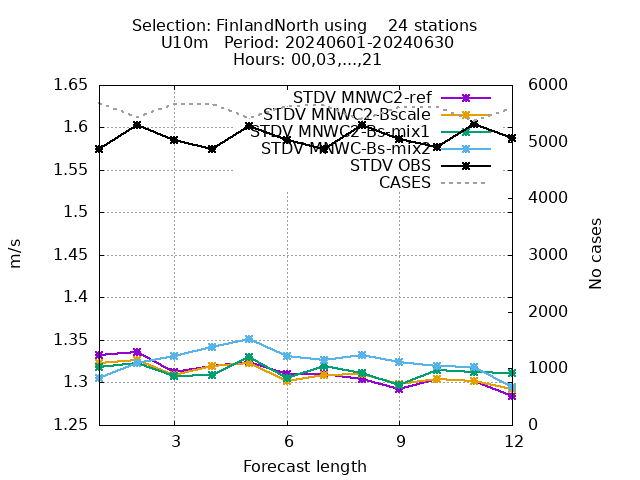 Selection: FinlandNorth using    24 stations
U10m   Period: 20240601-20240630
Hours: 00,03,...,21
STDV MNWC2-ref
STDV MNWC2-Bscale
STDV MNWC2-Bs-mix1
STDV MNWC-Bs-mix2
STDV OBS
CASES
1.65
1.6
1.55
1.5
1.45
1.4
1.35
1.3
1.25
m/s
6000
5000
4000
3000
2000
1000
0
No cases
3 6 9 12
Forecast length